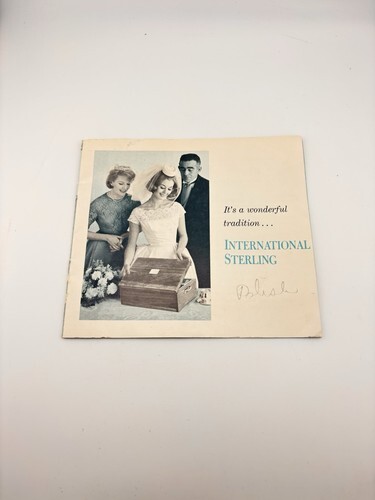 It's a wonderful
tradition...
INTERNATIONAL
STERLING